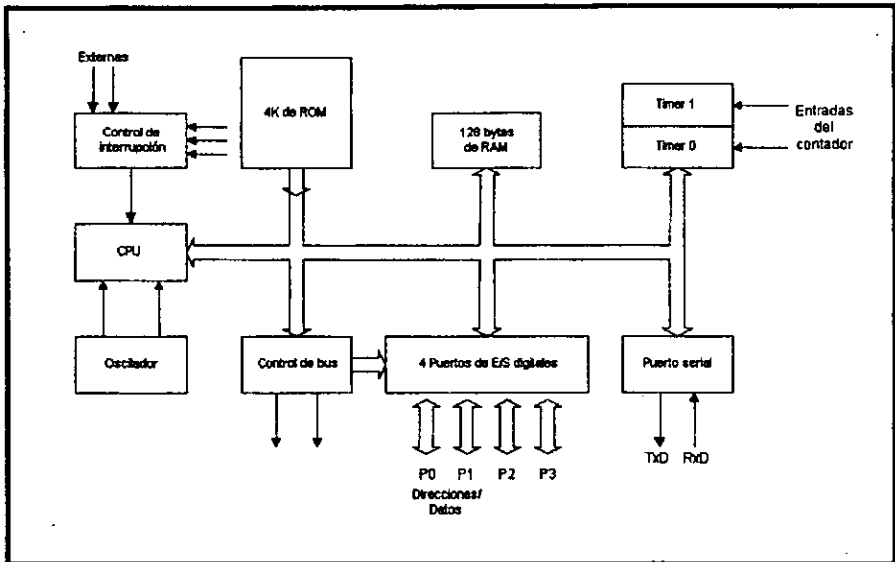 Externas
Control de
interrupción
4K de ROM
128 bytes
de RAM
Timer 1
Timer 0
Entradas
del
contador
CPU
Oscilador
Control de bus
4 Puertos de E/S digitales
Puerto serial
P0
P1
P2
P3
Direcciones/
Datos
TxD
RxD